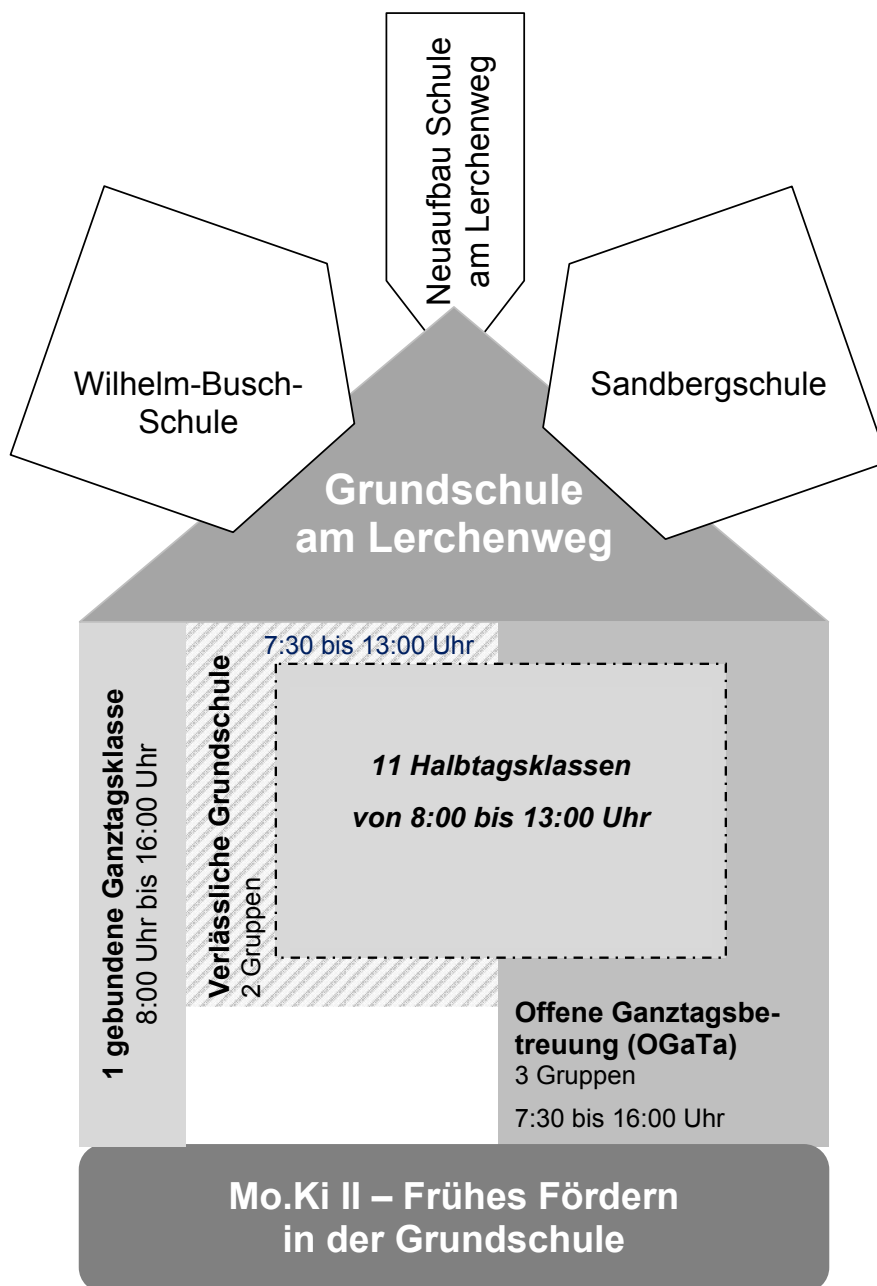 Neuaufbau Schule
am Lerchenweg
Wilhelm-Busch-
Schule
Sandbergschule
Grundschule
am Lerchenweg
1 gebundene Ganztagsklasse
8:00 Uhr bis 16:00 Uhr
Verlässliche Grundschule
2 Gruppen
7:30 bis 13:00 Uhr
11 Halbtagsklassen
von 8:00 bis 13:00 Uhr
Offene Ganztagsbe-
treuung (OGaTa)
3 Gruppen
7:30 bis 16:00 Uhr
Mo.Ki II – Frühes Fördern
in der Grundschule